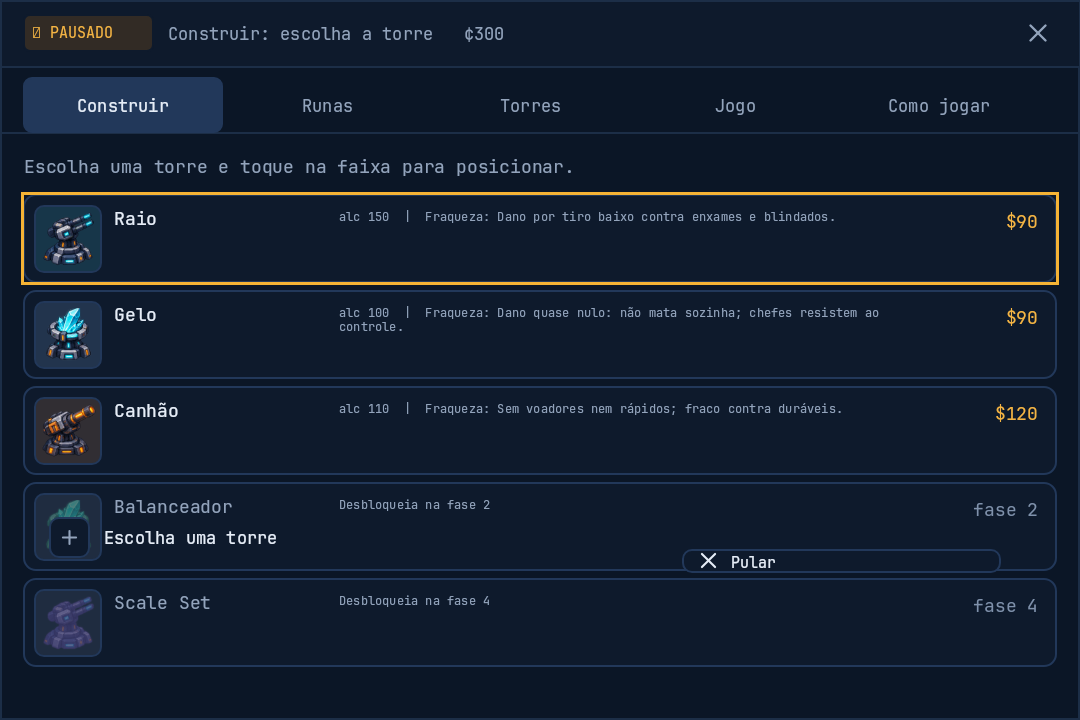 PAUSADO Construir: escolha a torre $300
Construir Runas Torres Jogo Como jogar
Escolha uma torre e toque na faixa para posicionar.
Raio alc 150 | Fraqueza: Dano por tiro baixo contra enxames e blindados. $90
Gelo alc 100 | Fraqueza: Dano quase nulo: não mata sozinha; chefes resistem ao $90
controle.
Canhão alc 110 | Fraqueza: Sem voadores nem rápidos; fraco contra duráveis. $120
Balanceador Desbloqueia na fase 2 fase 2
Escolha uma torre
Pular
Scale Set Desbloqueia na fase 4 fase 4